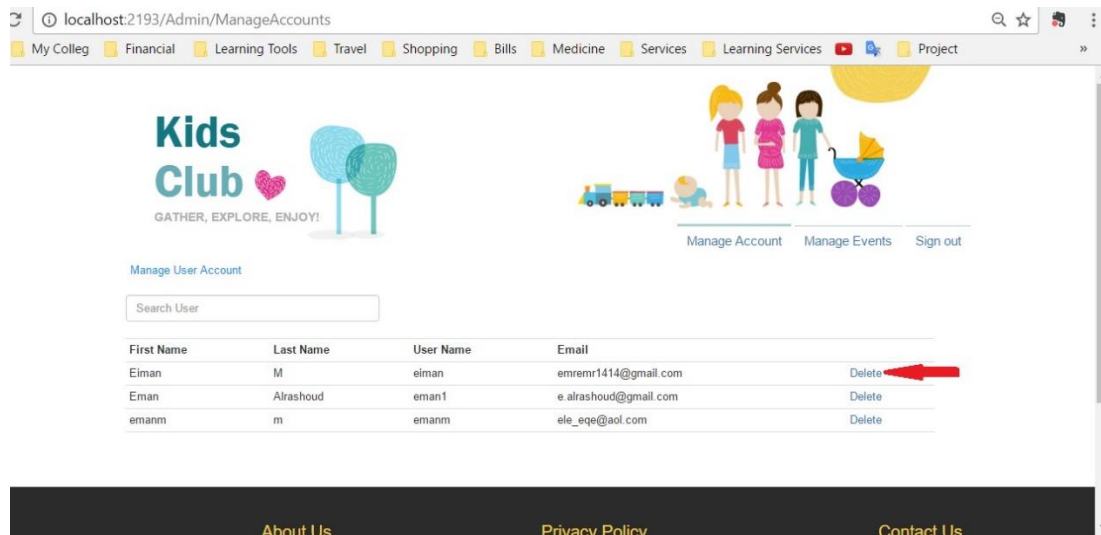 localhost:2193/Admin/ManageAccounts
My Colleg Financial Learning Tools Travel Shopping Bills Medicine Services Learning Services Project »
Kids
Club
GATHER, EXPLORE, ENJOY!
Manage Account Manage Events Sign out
Manage User Account
Search User
First Name Last Name User Name Email
Eiman M eiman emremr1414@gmail.com Delete
Eman Alrashoud eman1 e.alrashoud@gmail.com Delete
emanm m emanm ele_eqe@aol.com Delete
About Us Privacy Policy Contact Us